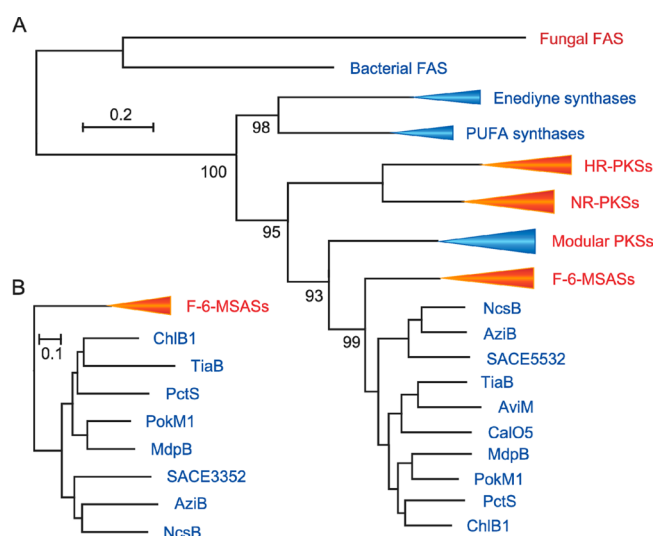 A
Fungal FAS
Bacterial FAS
0.2
Enediyne synthases
98
PUFA synthases
100
HR-PKSs
NR-PKSs
95
Modular PKSs
93
F-6-MSASs
99
NcsB
AziB
SACE5532
TiaB
AviM
CalO5
MdpB
PokM1
PctS
ChlB1
B
F-6-MSASs
0.1
ChlB1
TiaB
PctS
PokM1
MdpB
SACE3352
AziB
NcsB